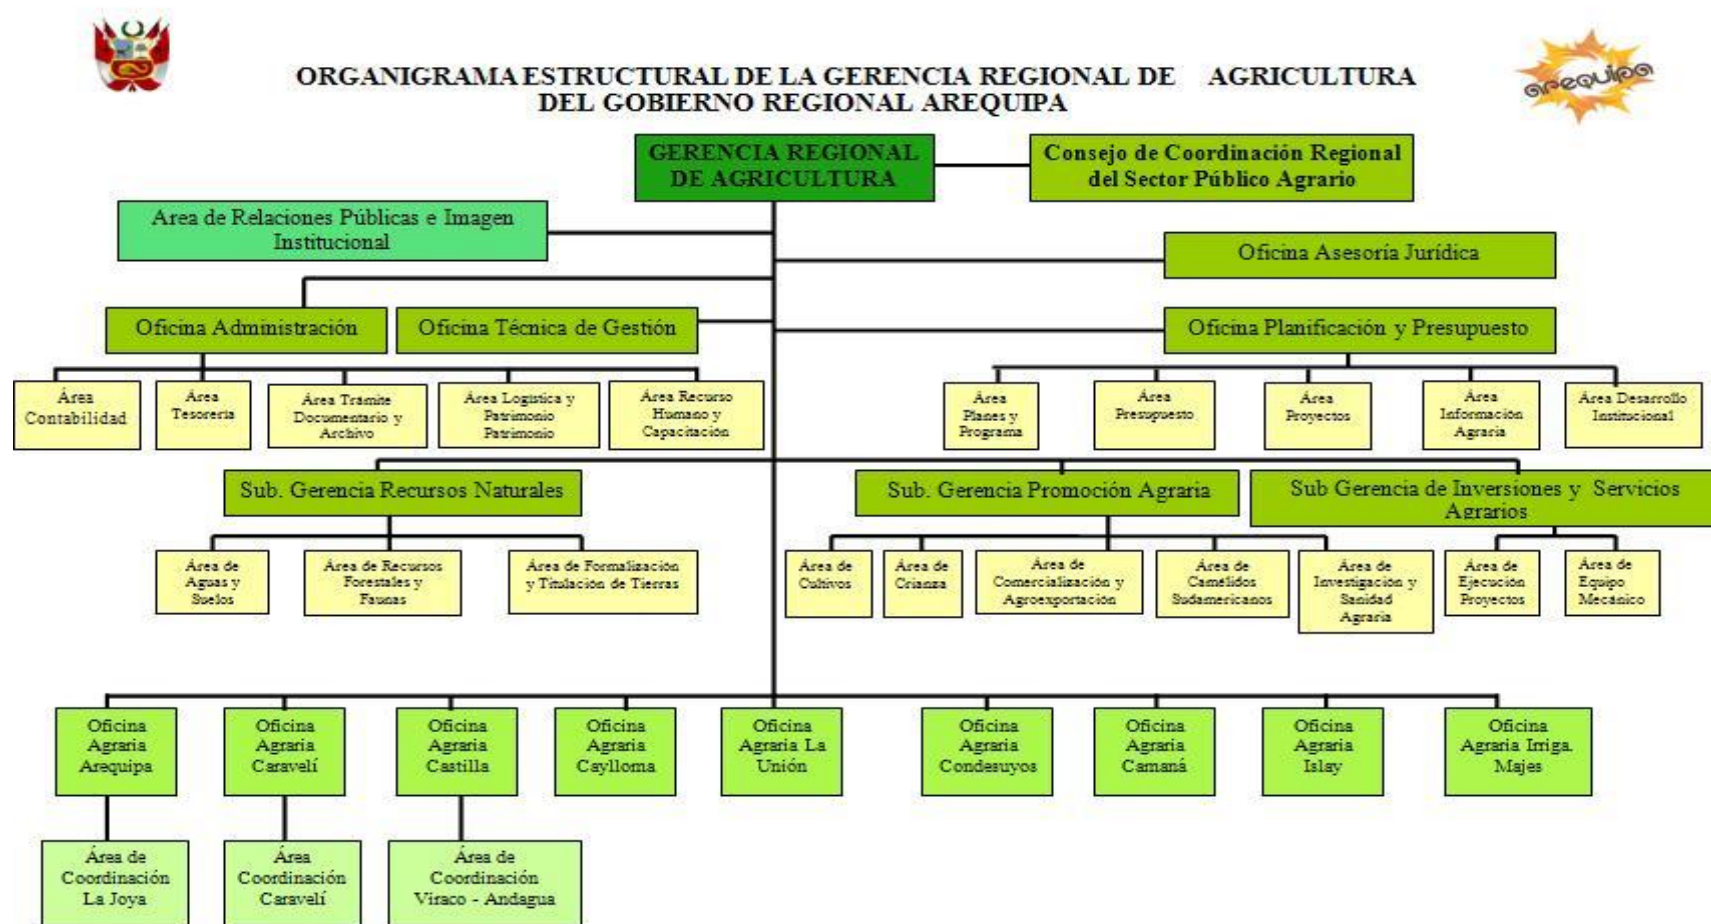 arequipa
ORGANIGRAMA ESTRUCTURAL DE LA GERENCIA REGIONAL DE AGRICULTURA
DEL GOBIERNO REGIONAL AREQUIPA
GERENCIA REGIONAL
DE AGRICULTURA
Consejo de Coordinación Regional
del Sector Público Agrario
Area de Relaciones Públicas e Imagen
Institucional
Oficina Asesoría Jurídica
Oficina Administración
Oficina Técnica de Gestión
Oficina Planificación y Presupuesto
Área
Contabilidad
Área
Tesorería
Área Trámite
Documentario y
Archivo
Área Logística y
Patrimonio
Patrimonio
Área Recurso
Humano y
Capacitación
Área
Planes y
Programa
Área
Presupuesto
Área
Proyectos
Área
Información
Agraria
Área Desarrollo
Institucional
Sub. Gerencia Recursos Naturales
Sub. Gerencia Promoción Agraria
Sub Gerencia de Inversiones y Servicios
Agrarios
Área de
Aguas y
Suelos
Área de Recursos
Forestales y
Faunas
Área de Formalización
y Titulación de Tierras
Área de
Cultivos
Área de
Crianza
Área de
Comercialización y
Agroexportación
Área de
Camélidos
Sudamericanos
Área de
Investigación y
Sanidad
Agraria
Área de
Ejecución
Proyectos
Área de
Equipo
Mecánico
Oficina
Agraria
Arequipa
Oficina
Agraria
Caravelí
Oficina
Agraria
Castilla
Oficina
Agraria
Caylloma
Oficina
Agraria La
Unión
Oficina
Agraria
Condesuyos
Oficina
Agraria
Camaná
Oficina
Agraria
Islay
Oficina
Agraria Irriga.
Majes
Área de
Coordinación
La Joya
Área
Coordinación
Caravelí
Área de
Coordinación
Viraco - Andagua